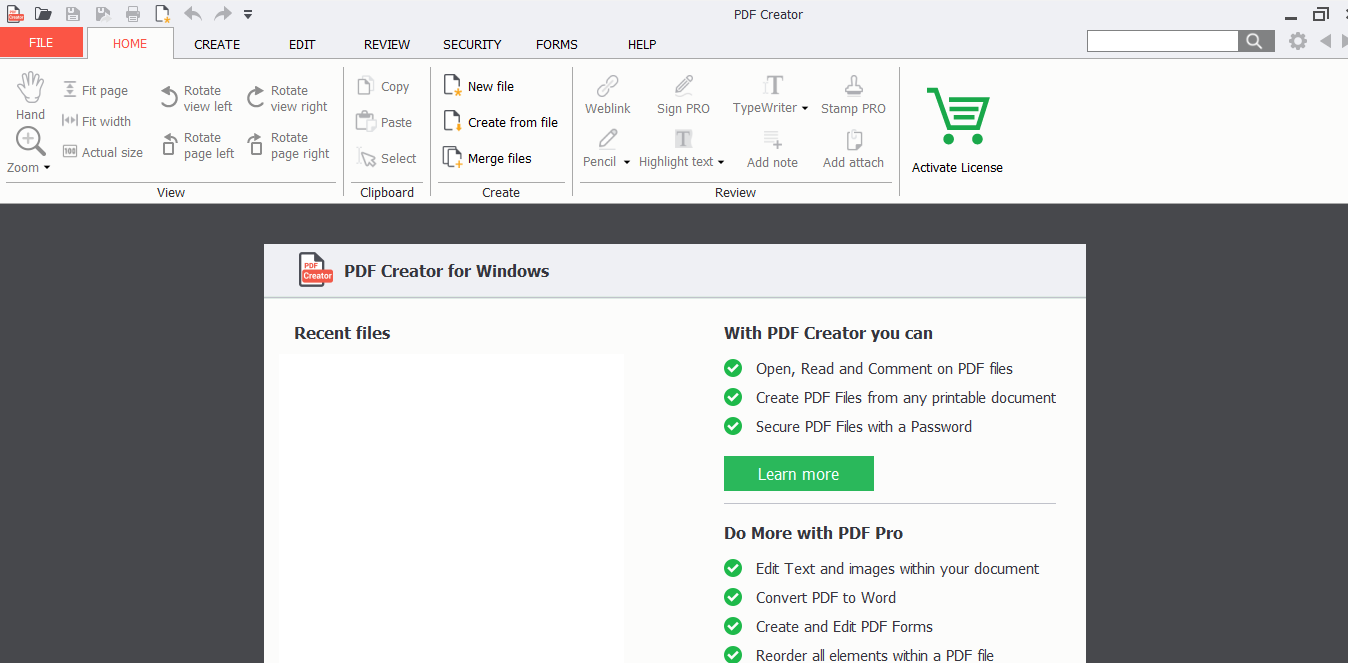 PDF Creator
FILE
HOME
CREATE
EDIT
REVIEW
SECURITY
FORMS
HELP
Hand
Zoom
Fit page
Fit width
Actual size
Rotate
view left
Rotate
view right
Rotate
page left
Rotate
page right
View
Copy
Paste
Select
Clipboard
New file
Create from file
Merge files
Create
Weblink
Sign PRO
TypeWriter
Stamp PRO
Pencil
Highlight text
Add note
Add attach
Review
Activate License
PDF
Creator
PDF Creator for Windows
Recent files
With PDF Creator you can
Open, Read and Comment on PDF files
Create PDF Files from any printable document
Secure PDF Files with a Password
Learn more
Do More with PDF Pro
Edit Text and images within your document
Convert PDF to Word
Create and Edit PDF Forms
Reorder all elements within a PDF file